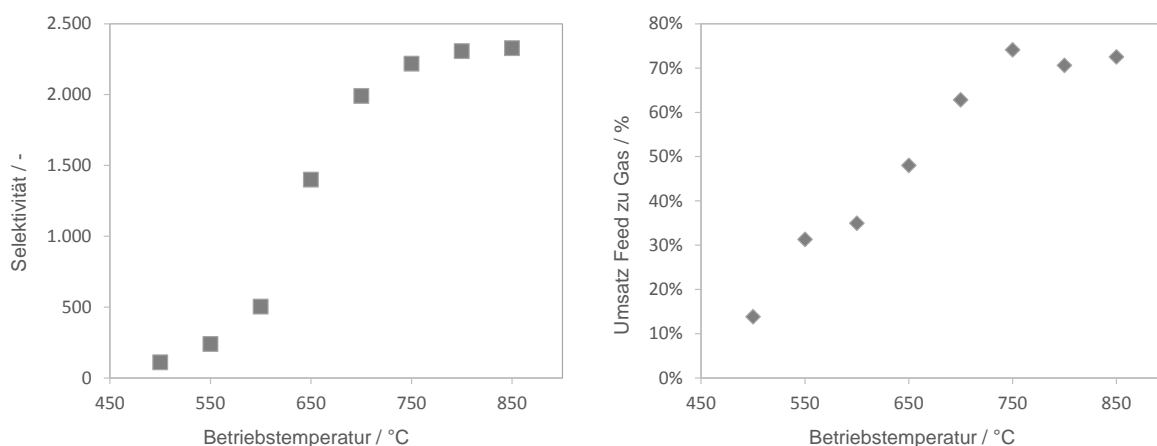 2.500
2.000
1.500
1.000
500
0
Selektivität / -
450 550 650 750 850
Betriebstemperatur / °C
80%
70%
60%
50%
40%
30%
20%
10%
0%
Umsatz Feed zu Gas / %
450 550 650 750 850
Betriebstemperatur / °C